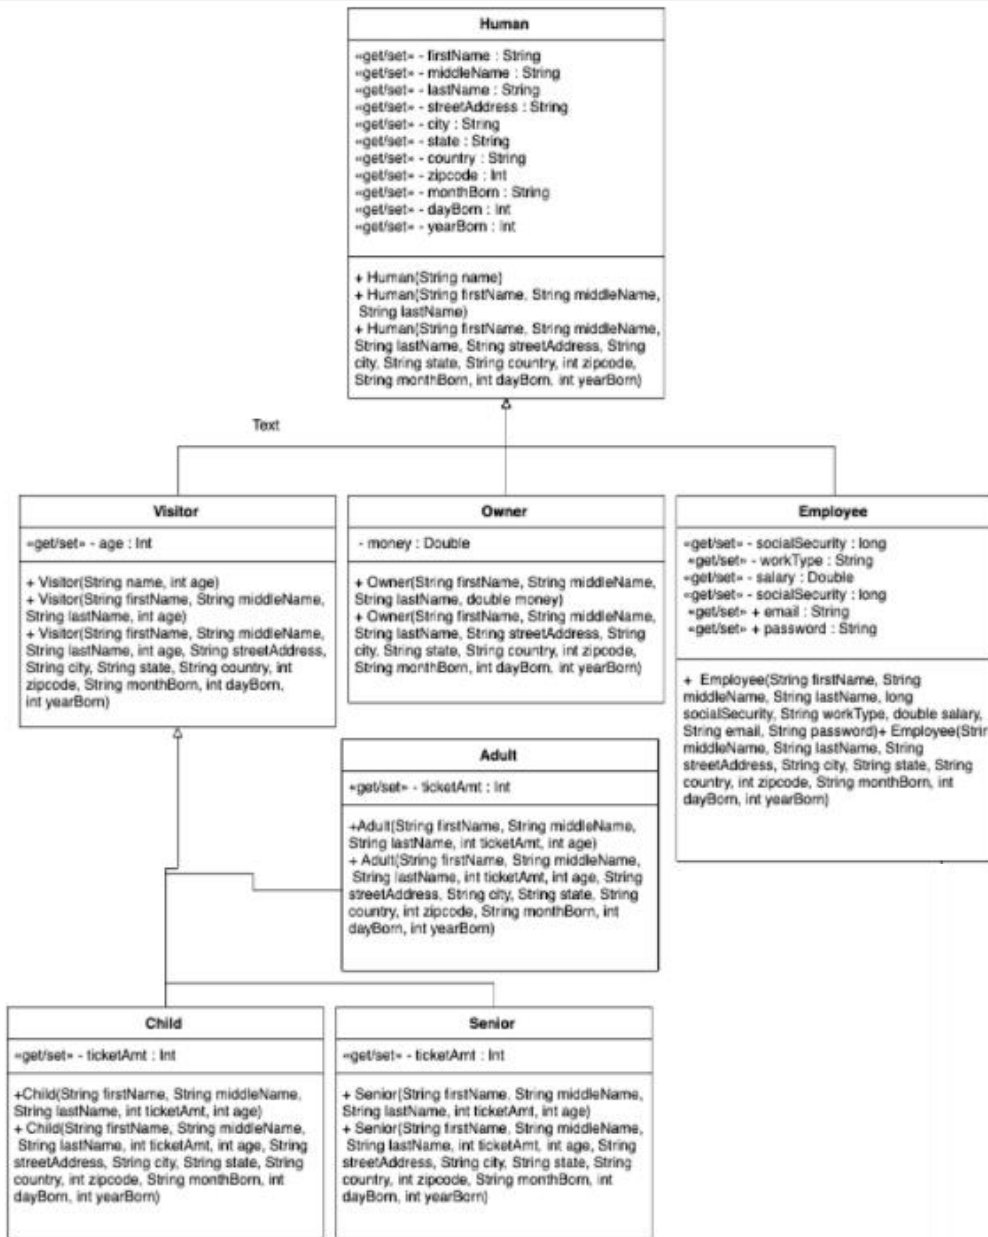 Human
«get/set» - firstName : String
«get/set» - middleName : String
«get/set» - lastName : String
«get/set» - streetAddress : String
«get/set» - city : String
«get/set» - state : String
«get/set» - country : String
«get/set» - zipcode : Int
«get/set» - monthBorn : String
«get/set» - dayBorn : Int
«get/set» - yearBorn : Int
+ Human(String name)
+ Human(String firstName, String middleName,
String lastName)
+ Human(String firstName, String middleName,
String lastName, String streetAddress, String
city, String state, String country, int zipcode,
String monthBorn, int dayBorn, int yearBorn)
Text
Visitor
«get/set» - age : Int
+ Visitor(String name, int age)
+ Visitor(String firstName, String middleName,
String lastName, int age)
+ Visitor(String firstName, String middleName,
String lastName, int age, String streetAddress,
String city, String state, String country, int
zipcode, String monthBorn, int dayBorn,
int yearBorn)
Owner
- money : Double
+ Owner(String firstName, String middleName,
String lastName, double money)
+ Owner(String firstName, String middleName,
String lastName, String streetAddress, String
city, String state, String country, int zipcode,
String monthBorn, int dayBorn, int yearBorn)
Employee
«get/set» - socialSecurity : long
«get/set» - workType : String
«get/set» - salary : Double
«get/set» - socialSecurity : long
«get/set» + email : String
«get/set» + password : String
+ Employee(String firstName, String
middleName, String lastName, long
socialSecurity, String workType, double salary,
String email, String password)+ Employee(Strin
middleName, String lastName, String
streetAddress, String city, String state, String
country, int zipcode, String monthBorn, int
dayBorn, int yearBorn)
Adult
«get/set» - ticketAmt : Int
+Adult(String firstName, String middleName,
String lastName, int ticketAmt, int age)
+ Adult(String firstName, String middleName,
String lastName, int ticketAmt, int age, String
streetAddress, String city, String state, String
country, int zipcode, String monthBorn, int
dayBorn, int yearBorn)
Child
«get/set» - ticketAmt : Int
+Child(String firstName, String middleName,
String lastName, int ticketAmt, int age)
+ Child(String firstName, String middleName,
String lastName, int ticketAmt, int age, String
streetAddress, String city, String state, String
country, int zipcode, String monthBorn, int
dayBorn, int yearBorn)
Senior
«get/set» - ticketAmt : Int
+ Senior(String firstName, String middleName,
String lastName, int ticketAmt, int age)
+ Senior(String firstName, String middleName,
String lastName, int ticketAmt, int age, String
streetAddress, String city, String state, String
country, int zipcode, String monthBorn, int
dayBorn, int yearBorn)